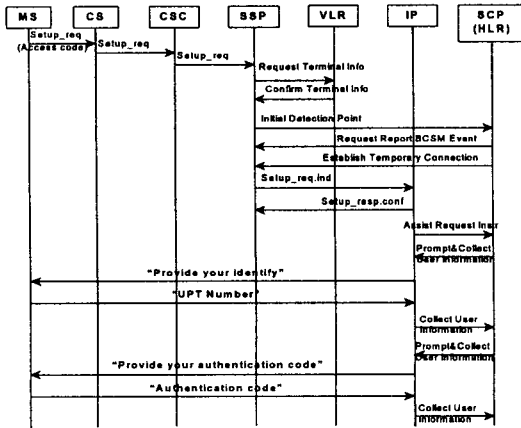 MS CS CSC SSP VLR IP SCP
(HLR)
Setup_req
(Access code)
Setup_req
Setup_req
Request Terminal Info
Confirm Terminal Info
Initial Detection Point
Request Report BCSM Event
Establish Temporary Connection
Setup_req.ind
Setup_resp.conf
Assist Request Instr
Prompt&Collect
User Information
"Provide your identify"
"UPT Number"
Collect User
Information
Prompt&Collect
User Information
"Provide your authentication code"
"Authentication code"
Collect User
Information